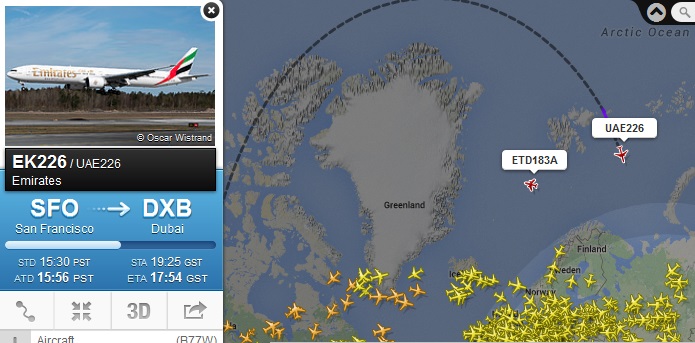 Emirates
© Oscar Wistrand
EK226 / UAE226
Emirates
SFO
DXB
San Francisco
Dubai
STD 15:30 PST
STA 19:25 GST
ATD 15:56 PST
ETA 17:54 GST
3D
Aircraft
(B77W)
Arctic Ocean
UAE226
ETD183A
Greenland
Finland
Norway